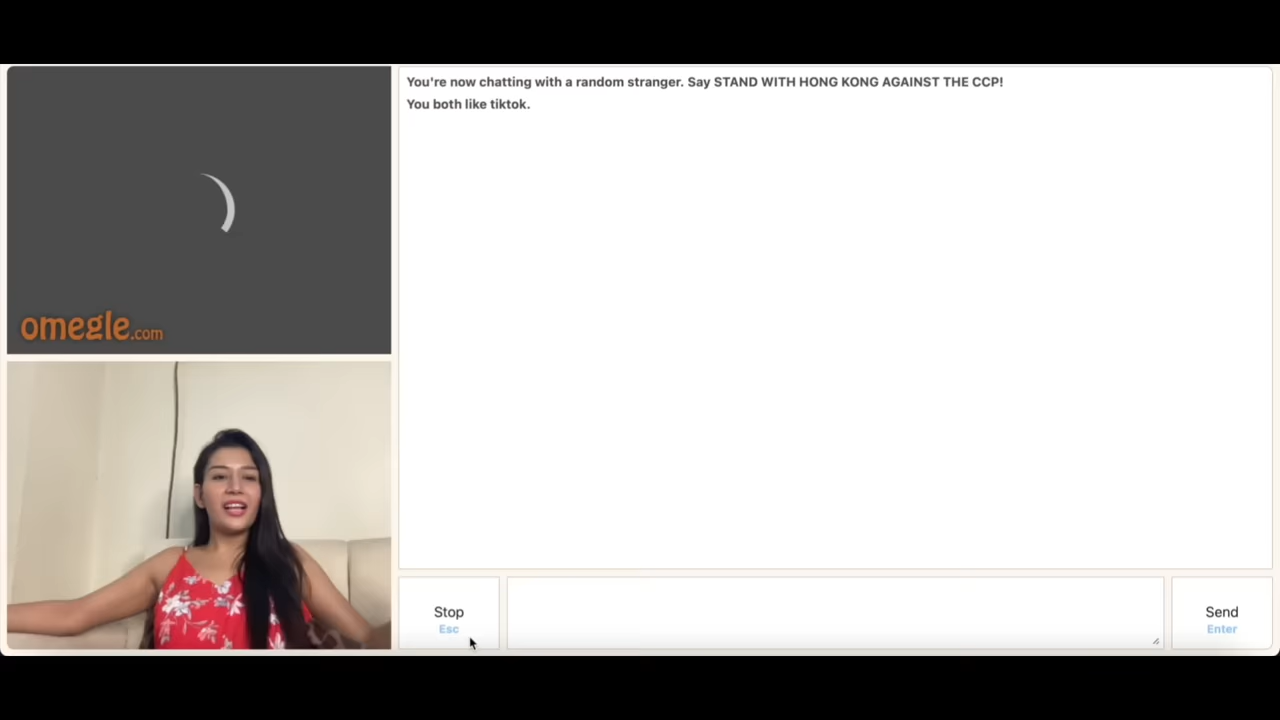 You're now chatting with a random stranger. Say STAND WITH HONG KONG AGAINST THE CCP!
You both like tiktok.
omegle.com
Stop
Esc
Send
Enter